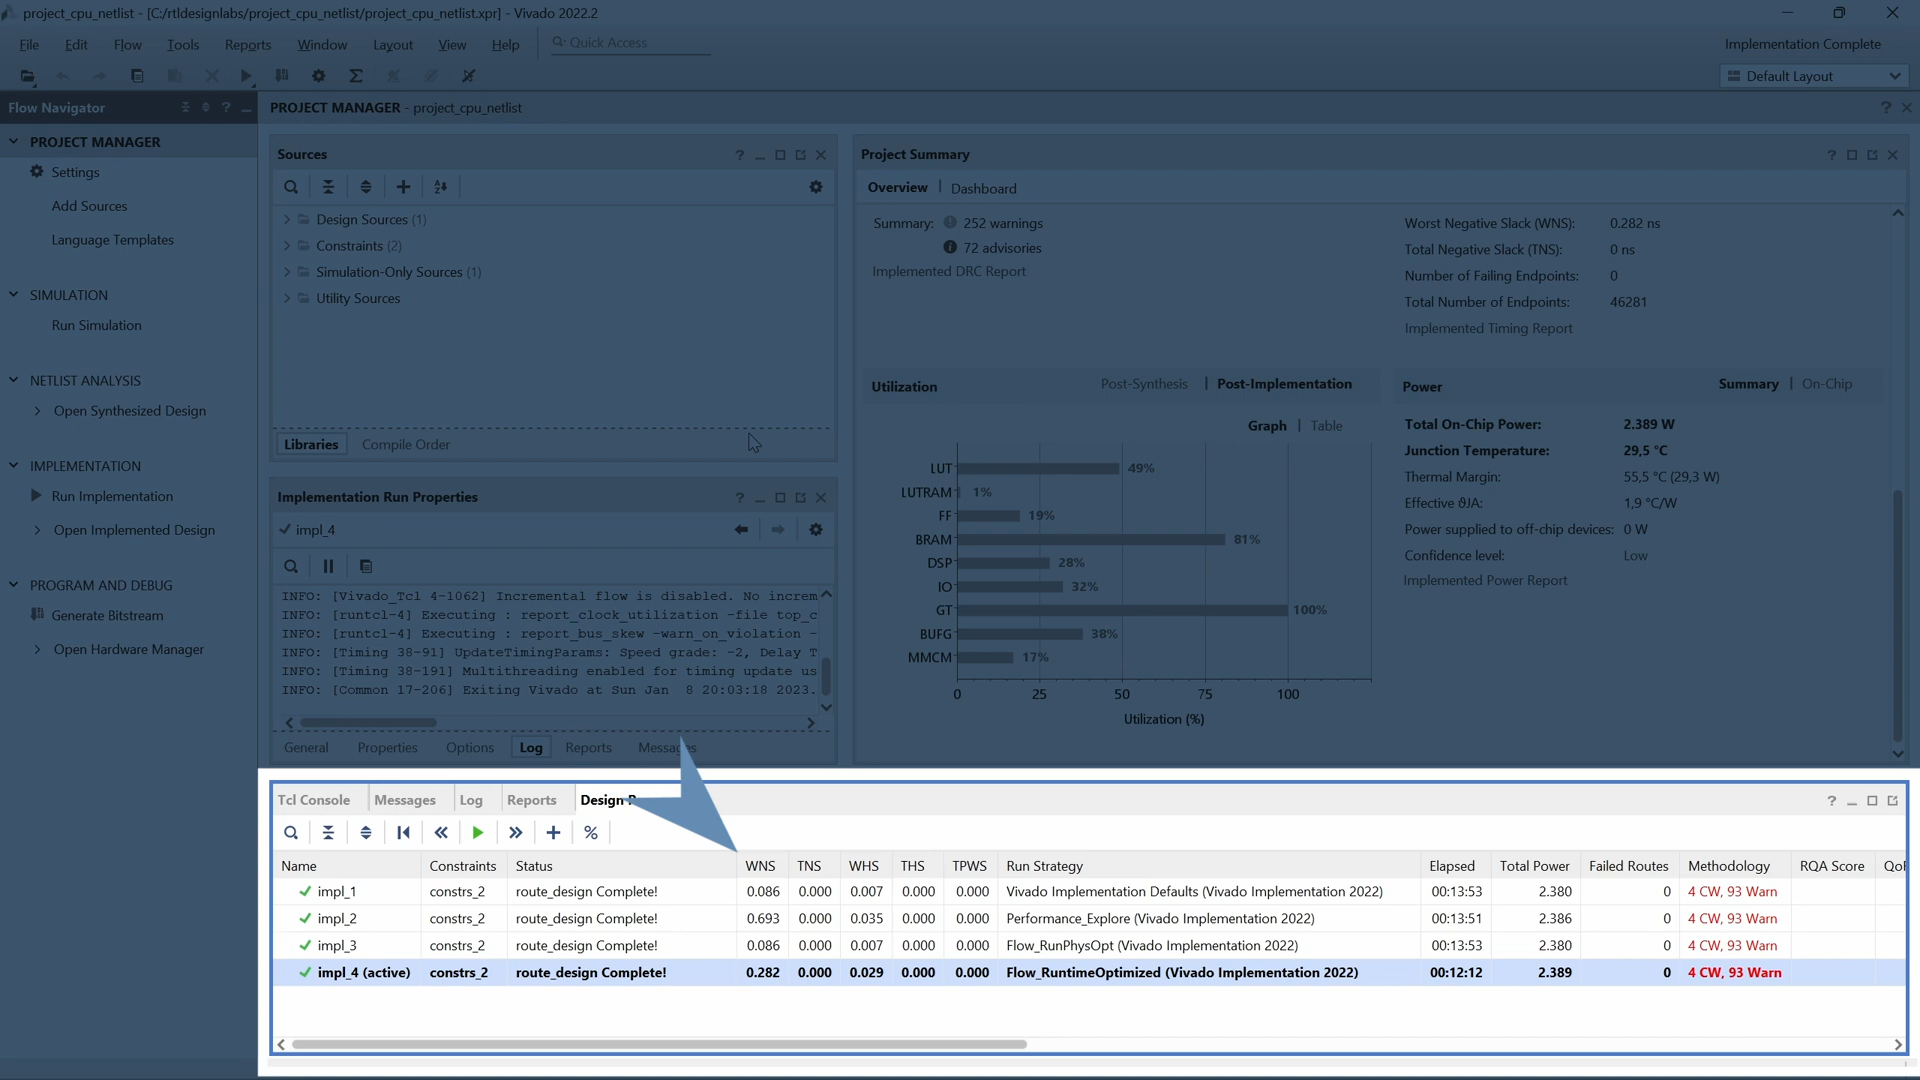 project_cpu_netlist - [C:/rtldesignlabs/project_cpu_netlist/project_cpu_netlist.xpr] - Vivado 2022.2
File Edit Flow Tools Reports Window Layout View Help Quick Access
Implementation Complete
Default Layout
Flow Navigator
PROJECT MANAGER
Settings
Add Sources
Language Templates
SIMULATION
Run Simulation
NETLIST ANALYSIS
Open Synthesized Design
IMPLEMENTATION
Run Implementation
Open Implemented Design
PROGRAM AND DEBUG
Generate Bitstream
Open Hardware Manager
PROJECT MANAGER - project_cpu_netlist
Sources
Design Sources (1)
Constraints (2)
Simulation-Only Sources (1)
Utility Sources
Libraries Compile Order
Implementation Run Properties
impl_4
INFO: [Vivado_Tcl 4-1062] Incremental flow is disabled. No increm
INFO: [runtcl-4] Executing : report_clock_utilization -file top_c
INFO: [runtcl-4] Executing : report_bus_skew -warn_on_violation -
INFO: [Timing 38-91] UpdateTimingParams: Speed grade: -2, Delay T
INFO: [Timing 38-191] Multithreading enabled for timing update us
INFO: [Common 17-206] Exiting Vivado at Sun Jan 8 20:03:18 2023.
General Properties Options Log Reports Messages
Project Summary
Overview | Dashboard
Summary: 252 warnings
72 advisories
Implemented DRC Report
Worst Negative Slack (WNS): 0.282 ns
Total Negative Slack (TNS): 0 ns
Number of Failing Endpoints: 0
Total Number of Endpoints: 46281
Implemented Timing Report
Utilization Post-Synthesis | Post-Implementation
Graph | Table
LUT 49%
LUTRAM 1%
FF 19%
BRAM 81%
DSP 28%
IO 32%
GT 100%
BUFG 38%
MMCM 17%
0 25 50 75 100
Utilization (%)
Power Summary | On-Chip
Total On-Chip Power: 2.389 W
Junction Temperature: 29,5 °C
Thermal Margin: 55,5 °C (29,3 W)
Effective ϑJA: 1,9 °C/W
Power supplied to off-chip devices: 0 W
Confidence level: Low
Implemented Power Report
Tcl Console Messages Log Reports Design
Name Constraints Status WNS TNS WHS THS TPWS Run Strategy Elapsed Total Power Failed Routes Methodology RQA Score QoR
impl_1 constrs_2 route_design Complete! 0.086 0.000 0.007 0.000 0.000 Vivado Implementation Defaults (Vivado Implementation 2022) 00:13:53 2.380 0 4 CW, 93 Warn
impl_2 constrs_2 route_design Complete! 0.693 0.000 0.035 0.000 0.000 Performance_Explore (Vivado Implementation 2022) 00:13:51 2.386 0 4 CW, 93 Warn
impl_3 constrs_2 route_design Complete! 0.086 0.000 0.007 0.000 0.000 Flow_RunPhysOpt (Vivado Implementation 2022) 00:13:53 2.380 0 4 CW, 93 Warn
impl_4 (active) constrs_2 route_design Complete! 0.282 0.000 0.029 0.000 0.000 Flow_RuntimeOptimized (Vivado Implementation 2022) 00:12:12 2.389 0 4 CW, 93 Warn